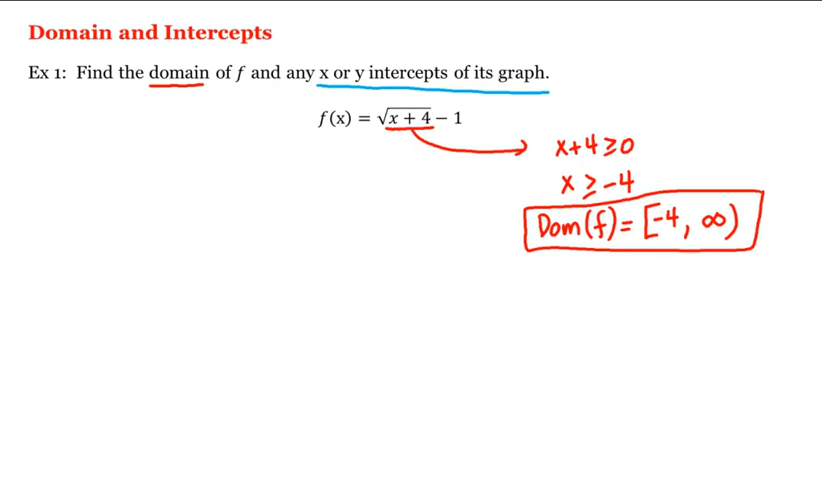 Domain and Intercepts
Ex 1: Find the domain of f and any x or y intercepts of its graph.
f(x) = √x + 4 − 1
x+4≥0
x ≥ -4
Dom(f) = [-4, ∞)